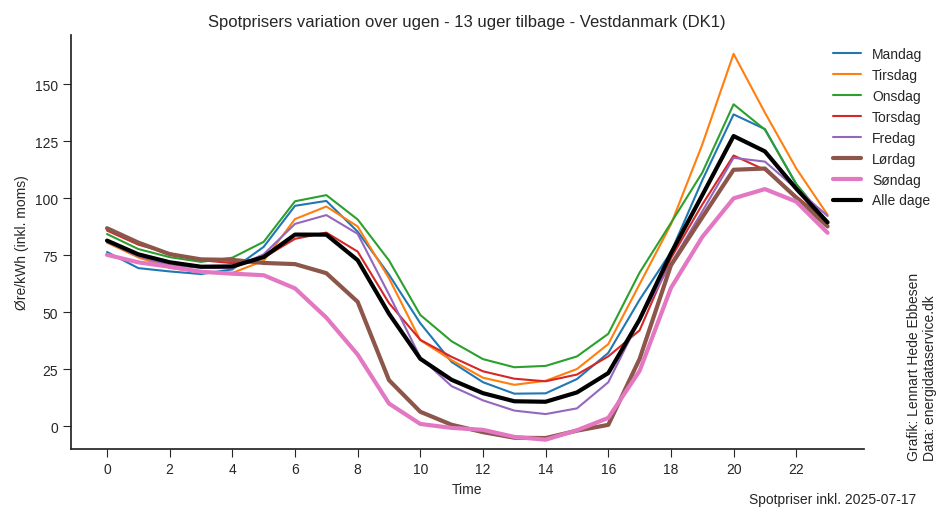 Spotprisers variation over ugen - 13 uger tilbage - Vestdanmark (DK1)
Mandag
Tirsdag
Onsdag
Torsdag
Fredag
Lørdag
Søndag
Alle dage
Øre/kWh (inkl. moms)
150
125
100
75
50
25
0
0 2 4 6 8 10 12 14 16 18 20 22
Time
Grafik: Lennart Hede Ebbesen
Data: energidataservice.dk
Spotpriser inkl. 2025-07-17